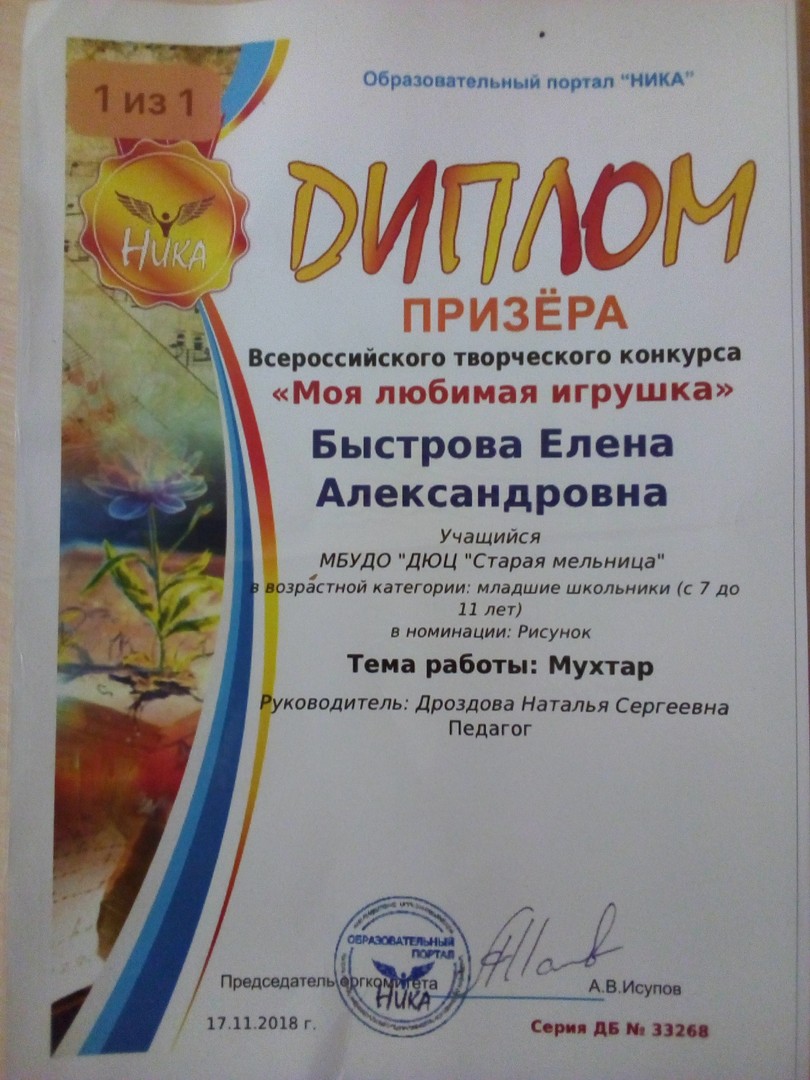 Образовательный портал "НИКА"
1 из 1
НИКА
ДИПЛОМ
ПРИЗЁРА
Всероссийского творческого конкурса
«Моя любимая игрушка»
Быстрова Елена
Александровна
Учащийся
МБУДО "ДЮЦ "Старая мельница"
в возрастной категории: младшие школьники (с 7 до
11 лет)
в номинации: Рисунок
Тема работы: Мухтар
Руководитель: Дроздова Наталья Сергеевна
Педагог
ОБРАЗОВАТЕЛЬНЫЙ
ПОРТАЛ
НИКА
Председатель оргкомитета
А.В.Исупов
17.11.2018 г.
Серия ДБ № 33268